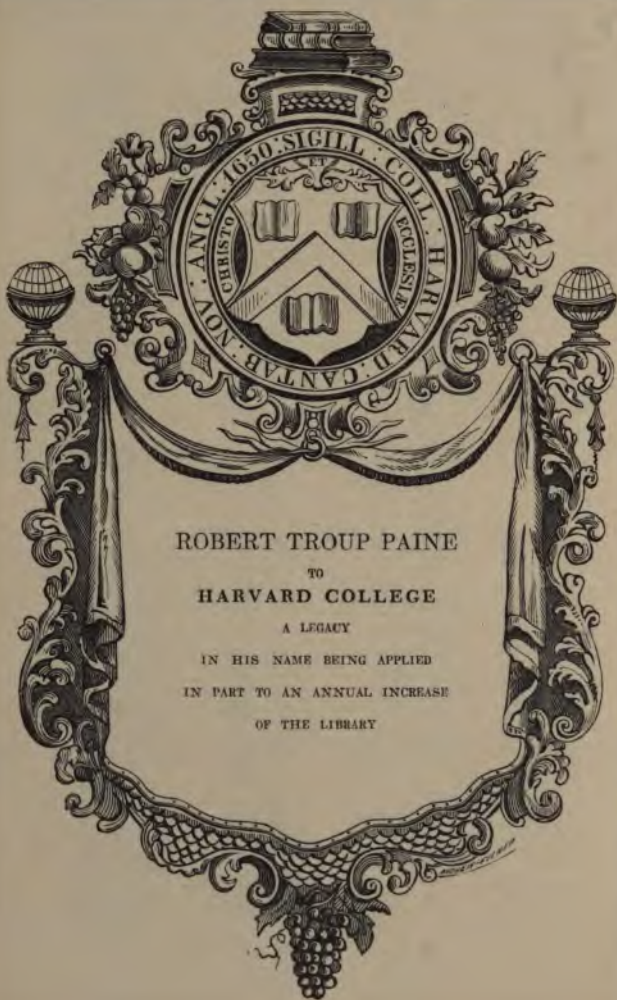 SIGILL : COLL : HARVARD : CANTAB : NOV : ANGL : 1650 :
ET
CHRISTO
ECCLESIÆ
ROBERT TROUP PAINE
TO
HARVARD COLLEGE
A LEGACY
IN HIS NAME BEING APPLIED
IN PART TO AN ANNUAL INCREASE
OF THE LIBRARY